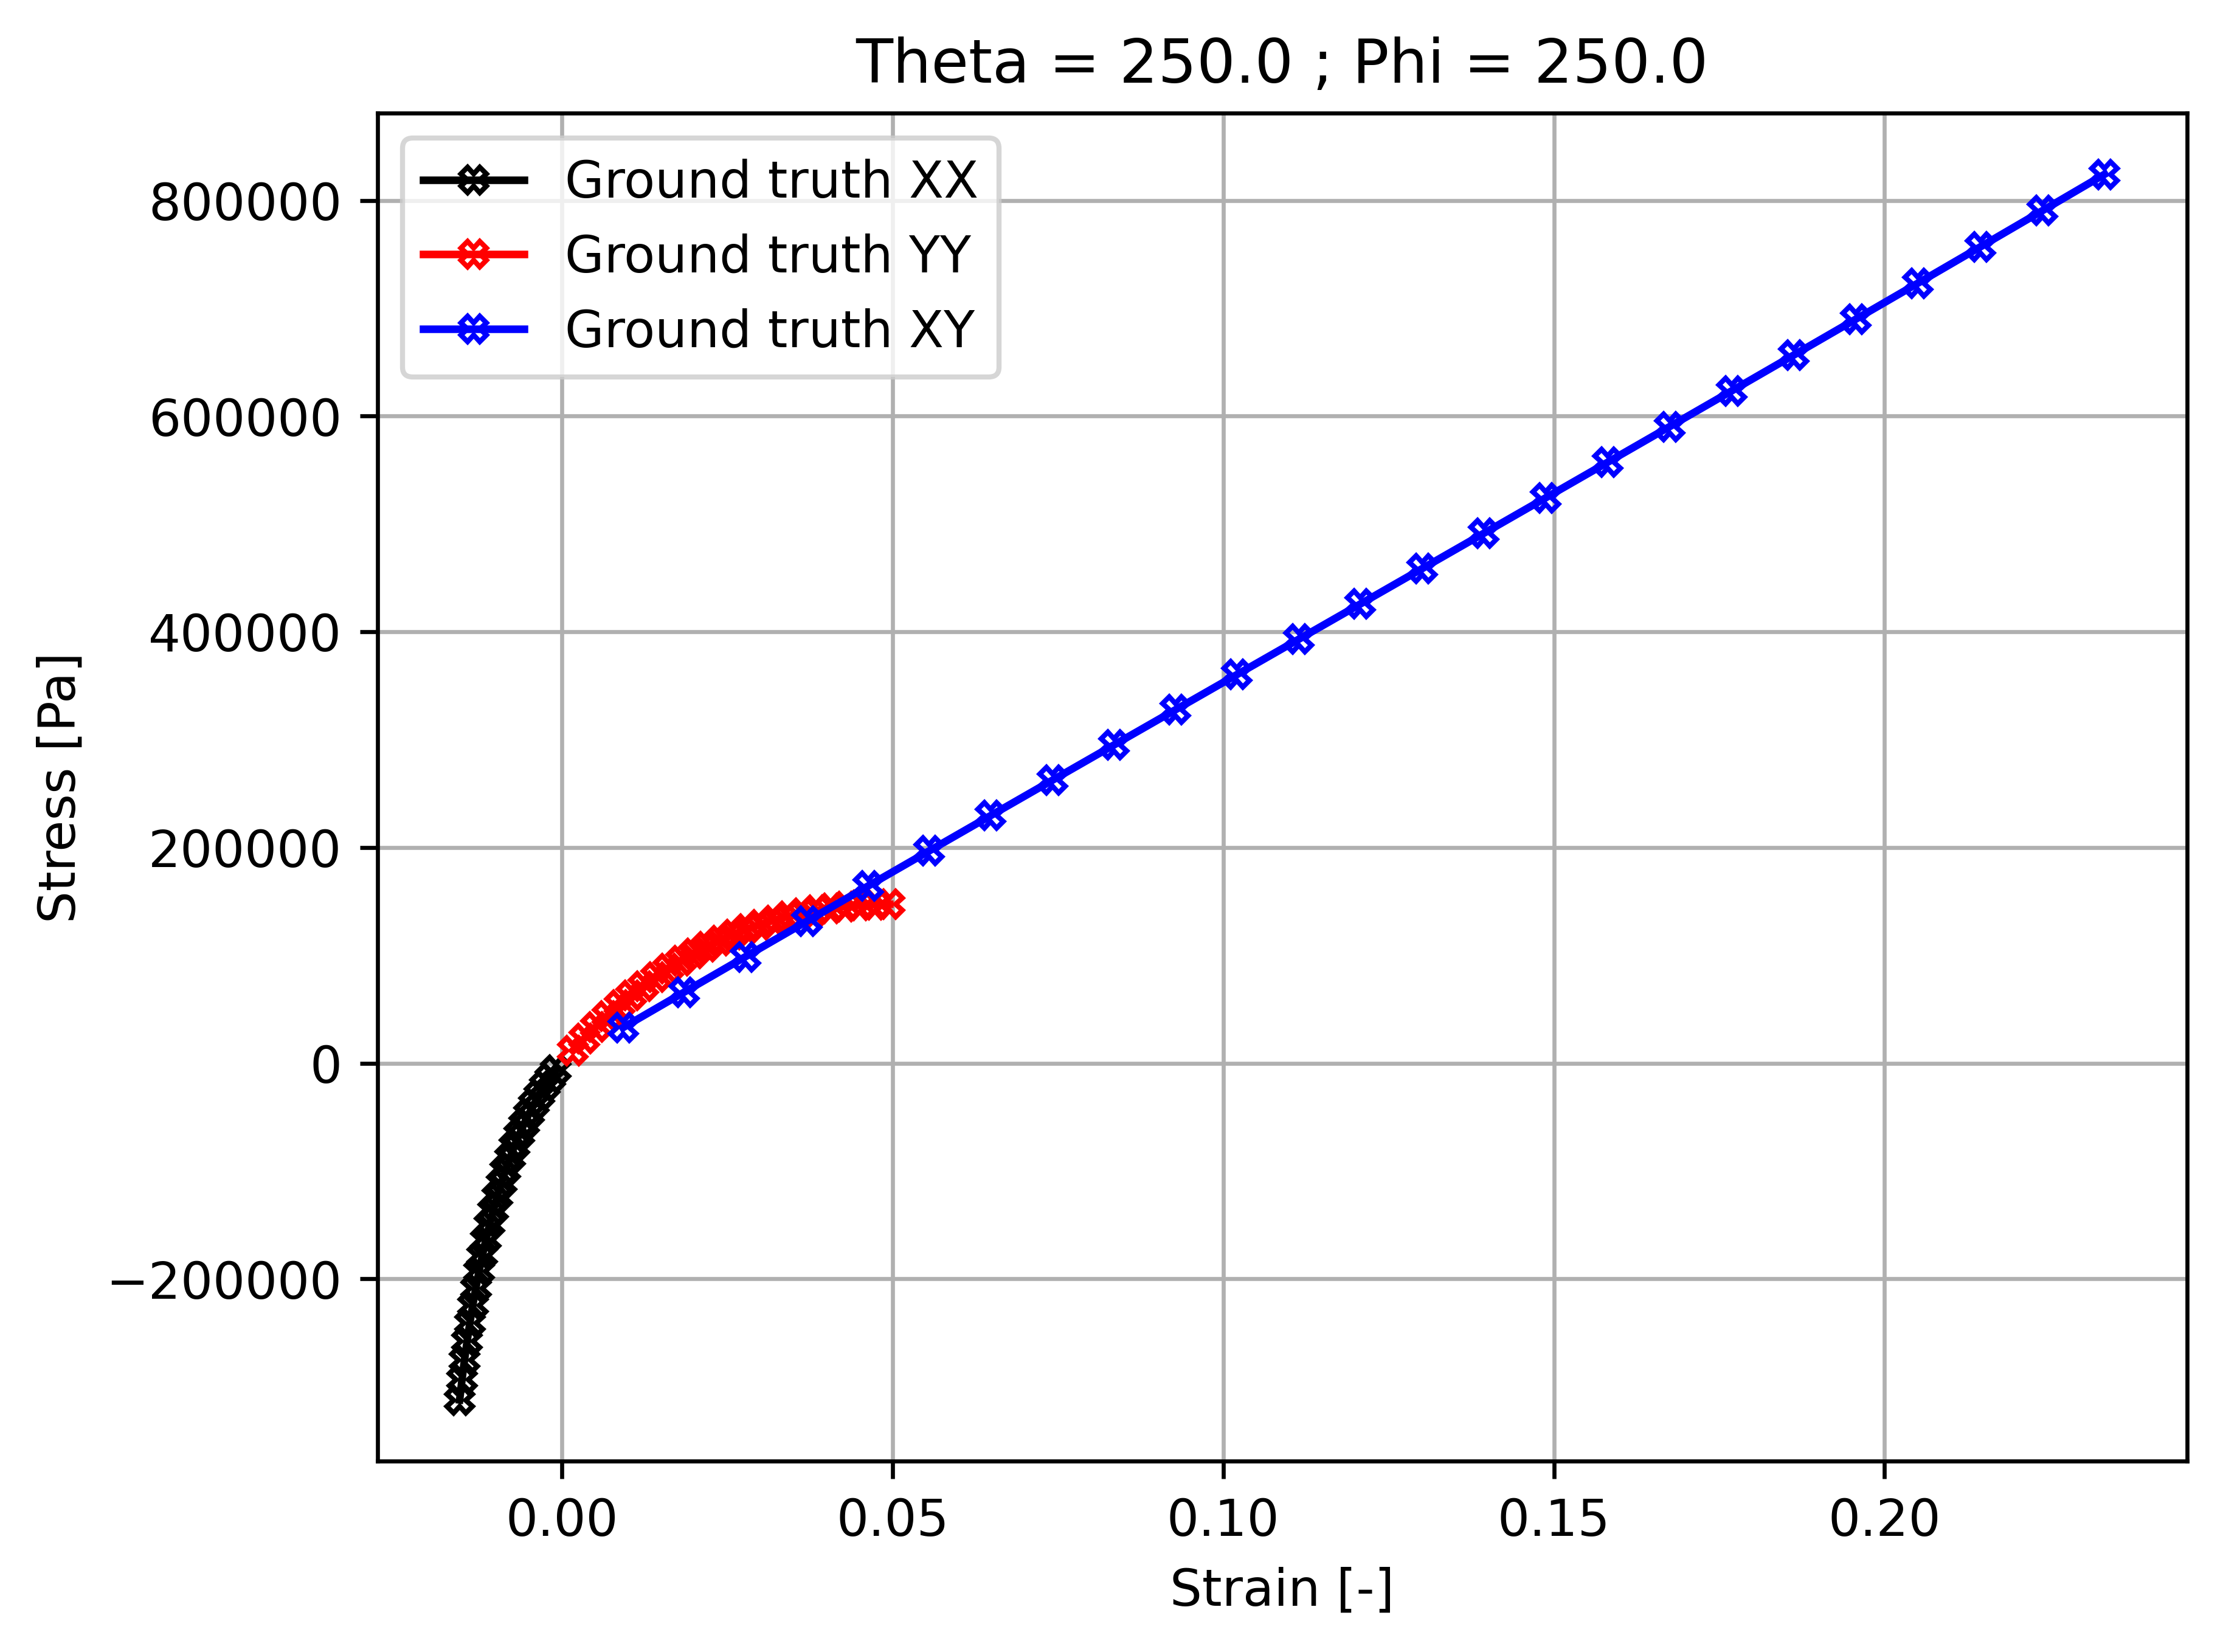 Theta = 250.0 ; Phi = 250.0
Ground truth XX
Ground truth YY
Ground truth XY
800000
600000
400000
200000
0
−200000
Stress [Pa]
0.00 0.05 0.10 0.15 0.20
Strain [-]